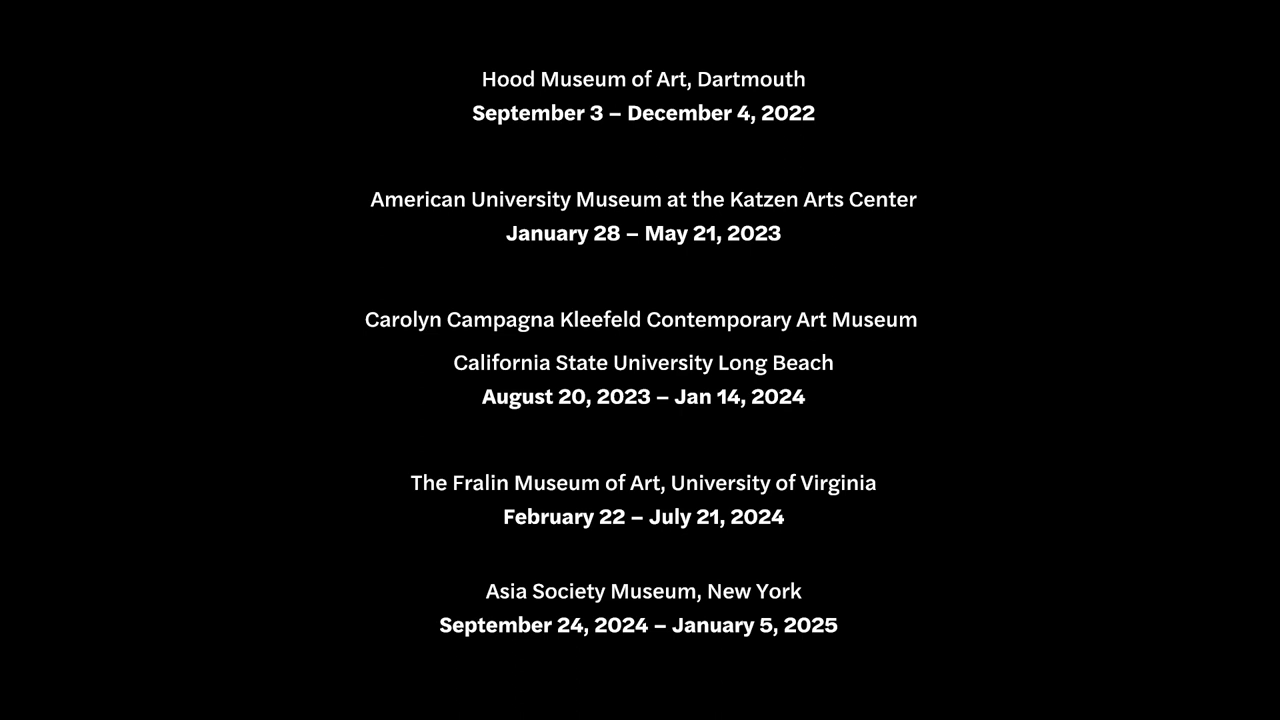 Hood Museum of Art, Dartmouth
September 3 – December 4, 2022
American University Museum at the Katzen Arts Center
January 28 – May 21, 2023
Carolyn Campagna Kleefeld Contemporary Art Museum
California State University Long Beach
August 20, 2023 – Jan 14, 2024
The Fralin Museum of Art, University of Virginia
February 22 – July 21, 2024
Asia Society Museum, New York
September 24, 2024 – January 5, 2025